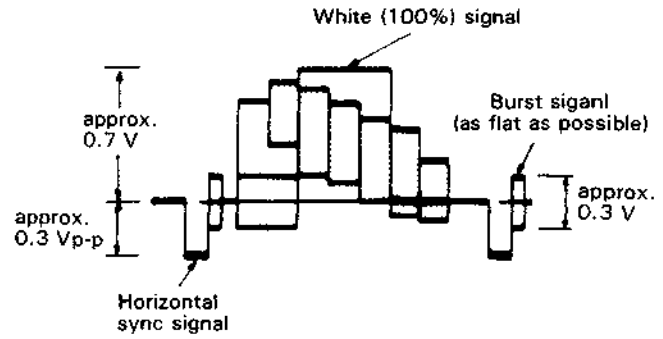 White (100%) signal
approx.
0.7 V
Burst siganl
(as flat as possible)
approx.
0.3 Vp-p
approx.
0.3 V
Horizontal
sync signal